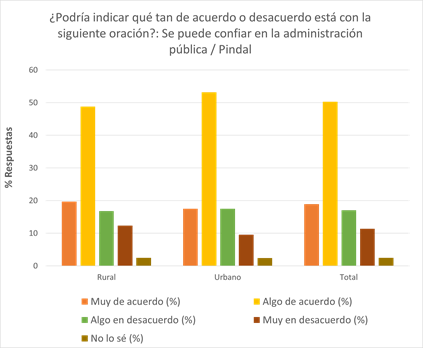 ¿Podría indicar qué tan de acuerdo o desacuerdo está con la
siguiente oración?: Se puede confiar en la administración
pública / Pindal
60
50
40
30
20
10
0
% Respuestas
Rural
Urbano
Total
Muy de acuerdo (%)
Algo de acuerdo (%)
Algo en desacuerdo (%)
Muy en desacuerdo (%)
No lo sé (%)